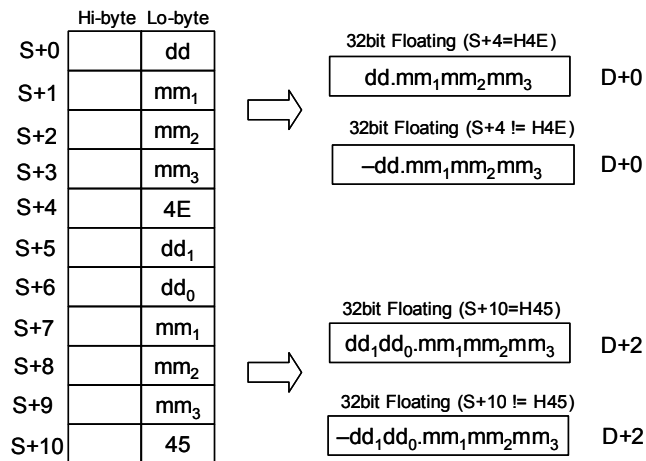 Hi-byte Lo-byte
S+0 dd
S+1 mm₁
S+2 mm₂
S+3 mm₃
S+4 4E
S+5 dd₁
S+6 dd₀
S+7 mm₁
S+8 mm₂
S+9 mm₃
S+10 45
32bit Floating (S+4=H4E)
dd.mm₁mm₂mm₃ D+0
32bit Floating (S+4 != H4E)
–dd.mm₁mm₂mm₃ D+0
32bit Floating (S+10=H45)
dd₁dd₀.mm₁mm₂mm₃ D+2
32bit Floating (S+10 != H45)
–dd₁dd₀.mm₁mm₂mm₃ D+2